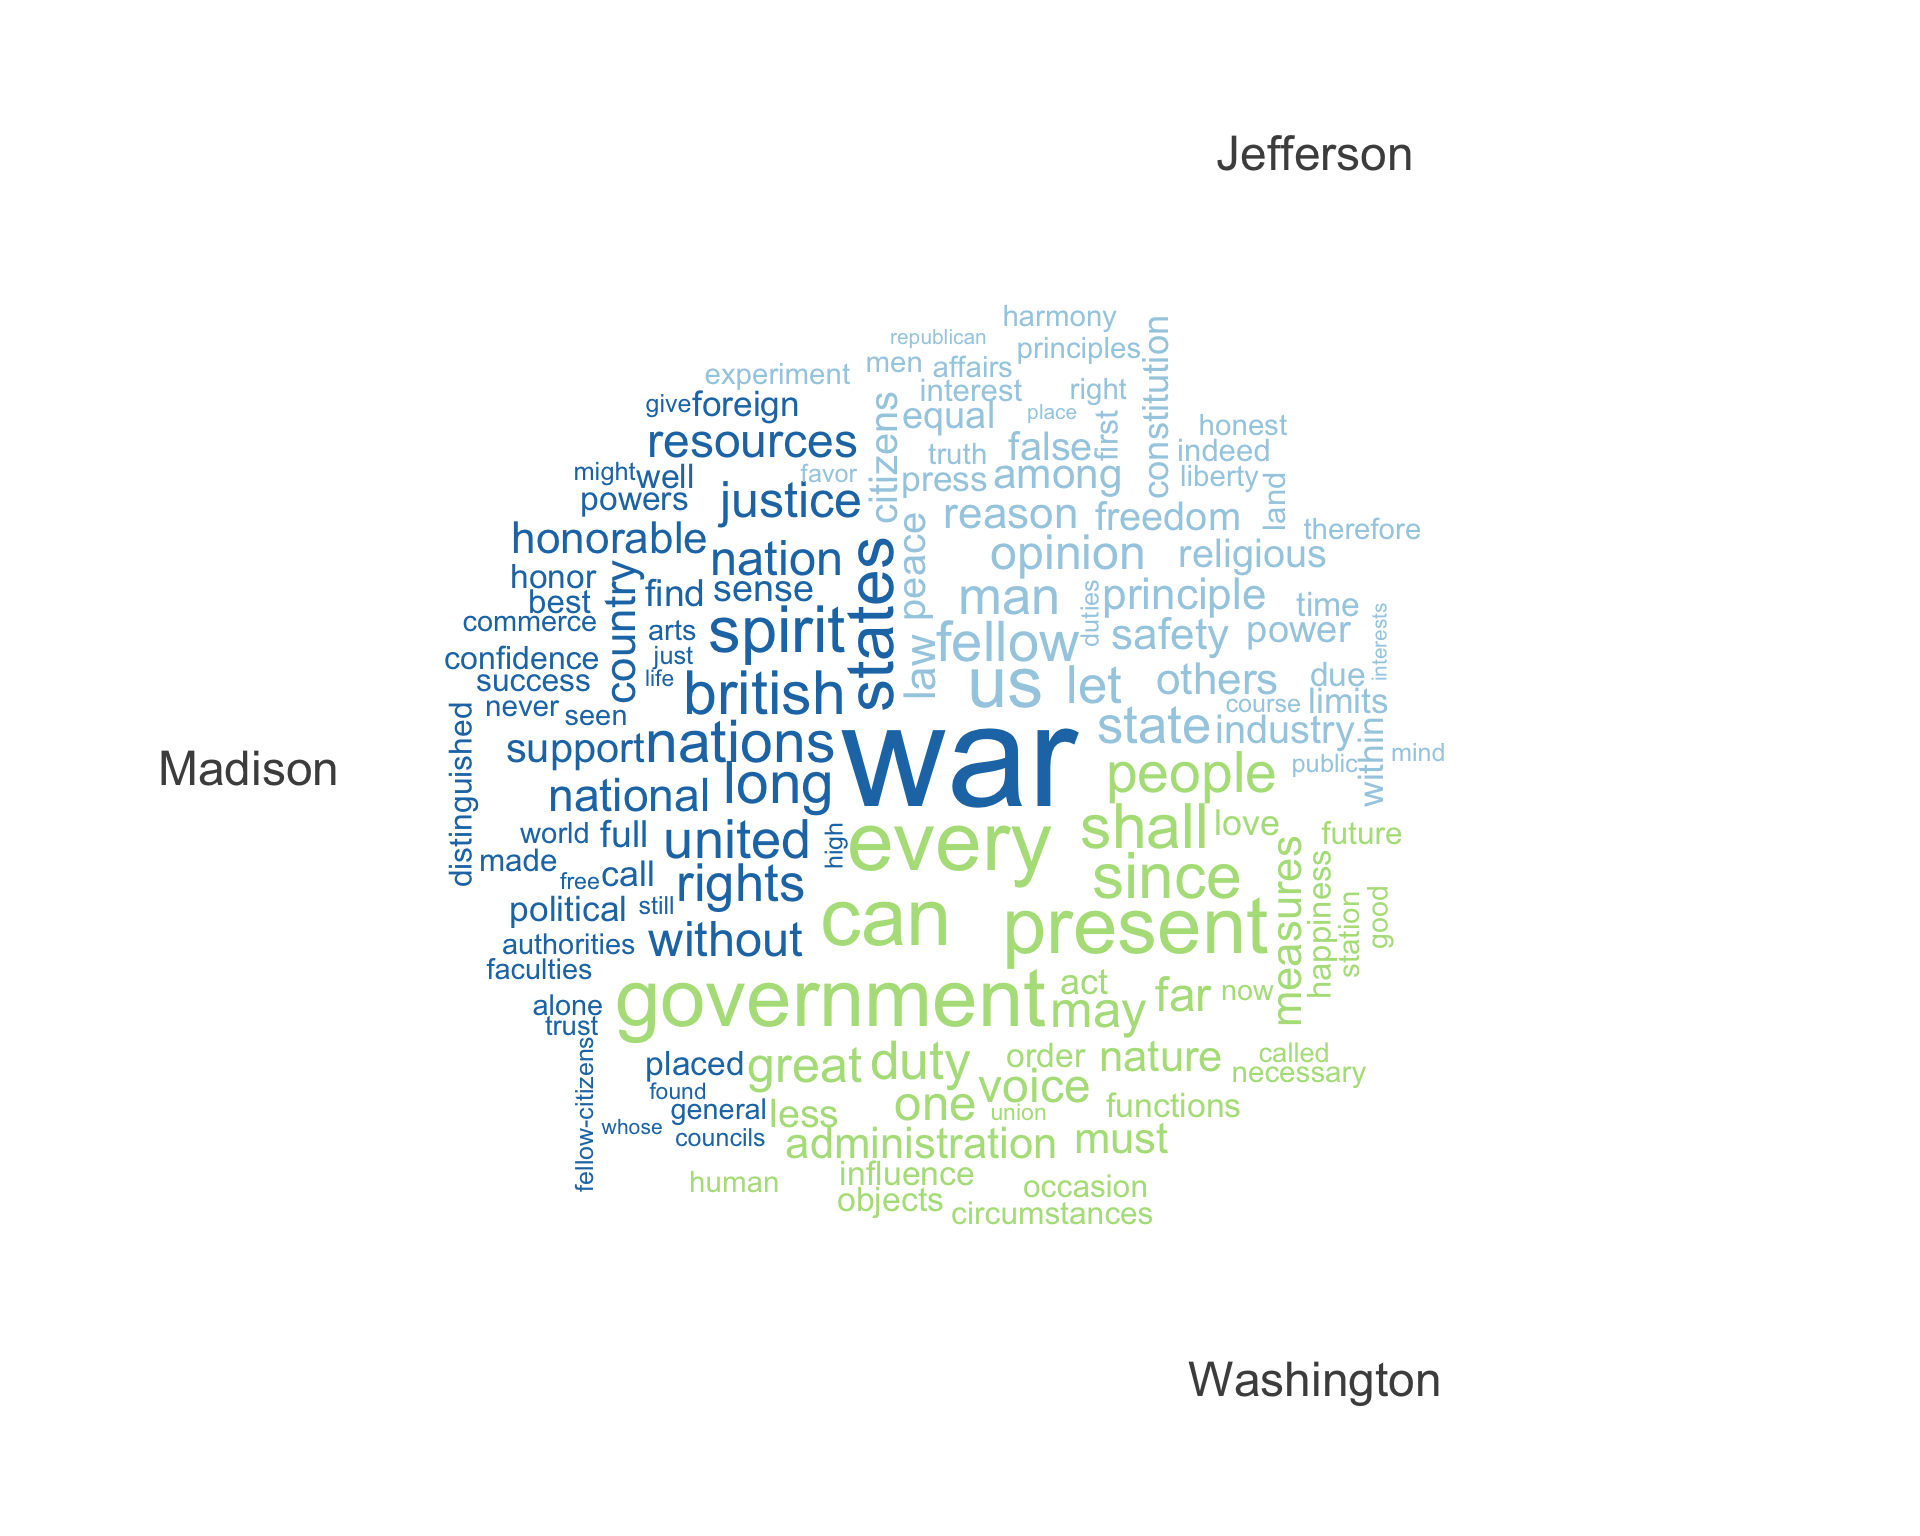 Jefferson
harmony
republican
principles
men
affairs
experiment
interest
right
constitution
give
foreign
citizens
equal
place
first
honest
resources
truth
false
indeed
might
well
favor
press
among
liberty
land
powers
justice
reason
freedom
therefore
honorable
nation
states
peace
opinion
religious
honor
country
find
sense
man
duties
principle
time
interests
best
commerce
arts
spirit
law
fellow
safety
power
confidence
just
us
let
others
due
success
life
british
course
limits
distinguished
never
seen
state
industry
within
support
nations
war
public
mind
Madison
national
long
people
world
full
united
high
every
shall
love
future
made
free
call
rights
since
measures
happiness
station
good
political
still
can
present
authorities
without
faculties
government
act
may
far
now
alone
trust
fellow-citizens
placed
great
duty
order
nature
called
necessary
found
voice
general
less
one
union
functions
whose
councils
administration
must
human
influence
objects
occasion
circumstances
Washington